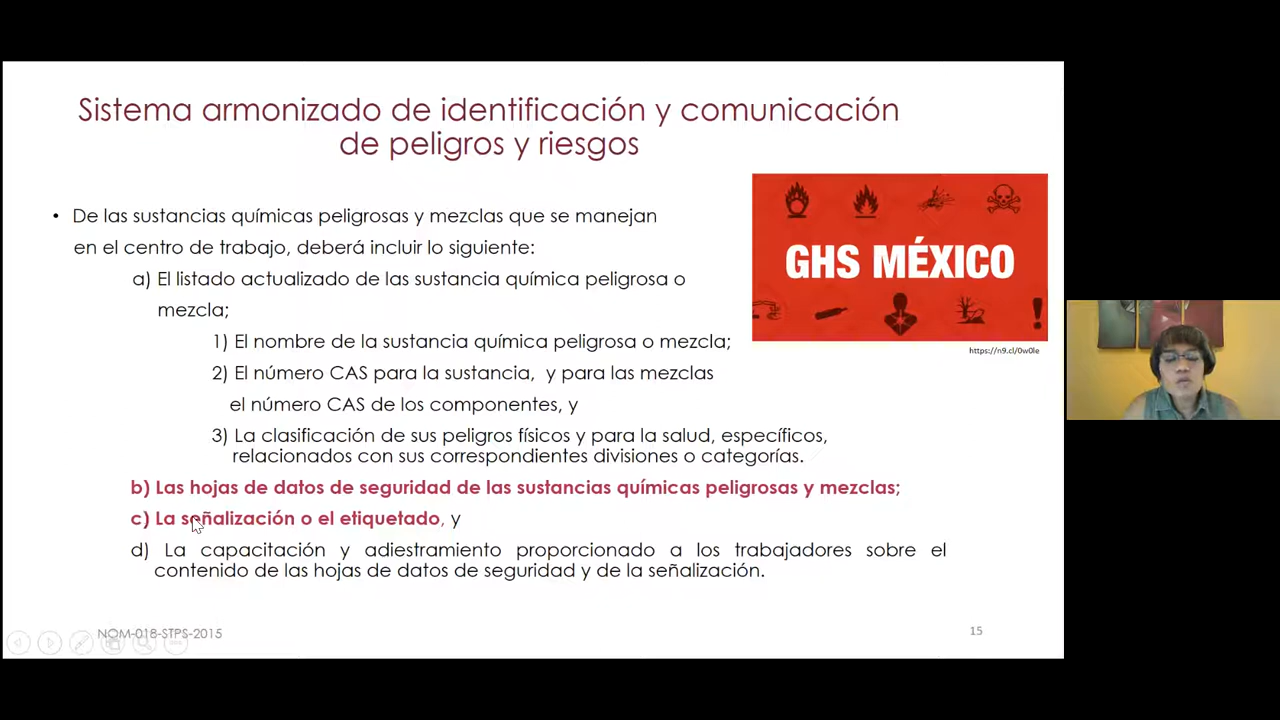 Sistema armonizado de identificación y comunicación
de peligros y riesgos
• De las sustancias químicas peligrosas y mezclas que se manejan
en el centro de trabajo, deberá incluir lo siguiente:
a) El listado actualizado de las sustancia química peligrosa o
mezcla;
1) El nombre de la sustancia química peligrosa o mezcla;
2) El número CAS para la sustancia, y para las mezclas
el número CAS de los componentes, y
3) La clasificación de sus peligros físicos y para la salud, específicos,
relacionados con sus correspondientes divisiones o categorías.
b) Las hojas de datos de seguridad de las sustancias químicas peligrosas y mezclas;
c) La señalización o el etiquetado, y
d) La capacitación y adiestramiento proporcionado a los trabajadores sobre el
contenido de las hojas de datos de seguridad y de la señalización.
GHS MÉXICO
https://n9.cl/0w0le
NOM-018-STPS-2015
15